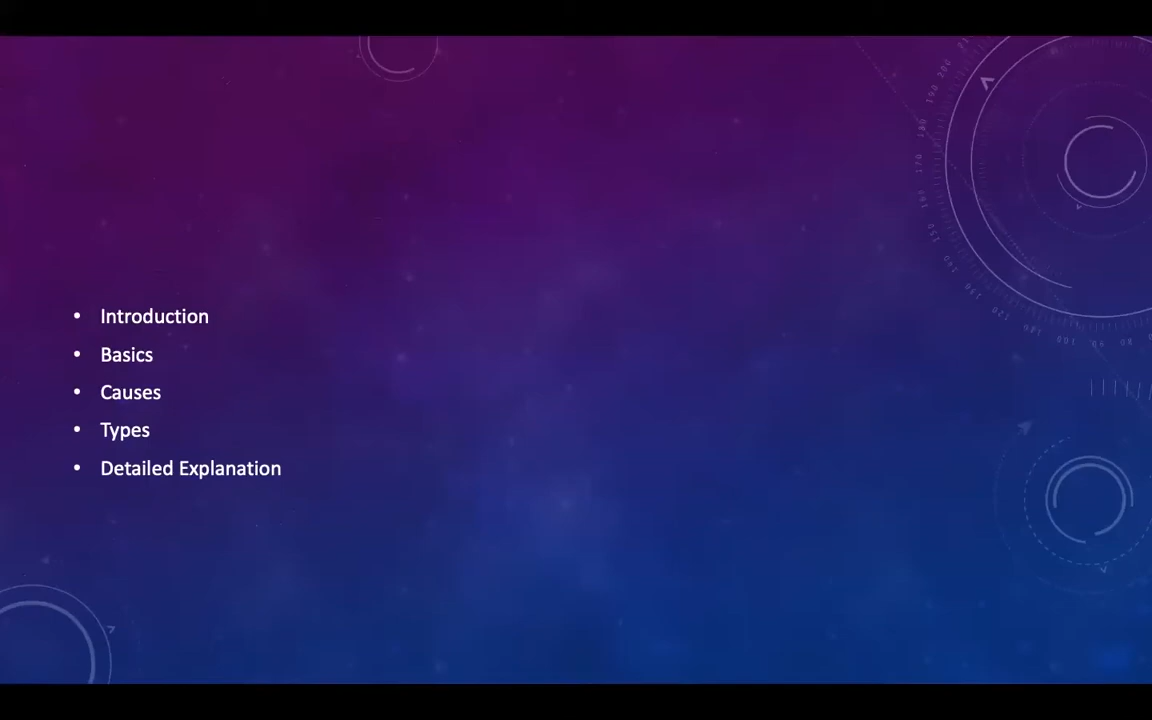 • Introduction
• Basics
• Causes
• Types
• Detailed Explanation